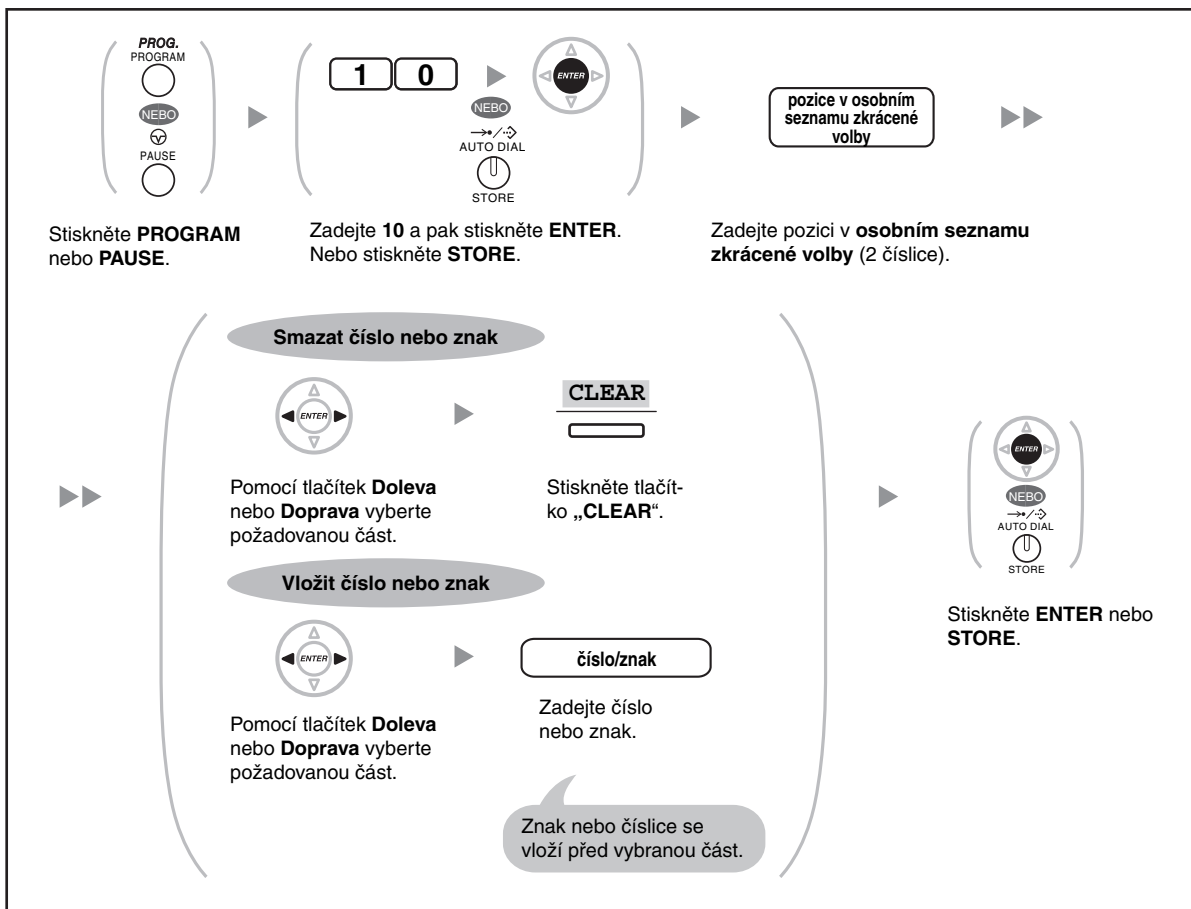 PROG.
PROGRAM
NEBO
PAUSE
Stiskněte PROGRAM
nebo PAUSE.
1 0
ENTER
NEBO
AUTO DIAL
STORE
Zadejte 10 a pak stiskněte ENTER.
Nebo stiskněte STORE.
pozice v osobním
seznamu zkrácené
volby
Zadejte pozici v osobním seznamu
zkrácené volby (2 číslice).
Smazat číslo nebo znak
ENTER
Pomocí tlačítek Doleva
nebo Doprava vyberte
požadovanou část.
CLEAR
Stiskněte tlačít-
ko „CLEAR“.
Vložit číslo nebo znak
ENTER
Pomocí tlačítek Doleva
nebo Doprava vyberte
požadovanou část.
číslo/znak
Zadejte číslo
nebo znak.
Znak nebo číslice se
vloží před vybranou část.
ENTER
NEBO
AUTO DIAL
STORE
Stiskněte ENTER nebo
STORE.